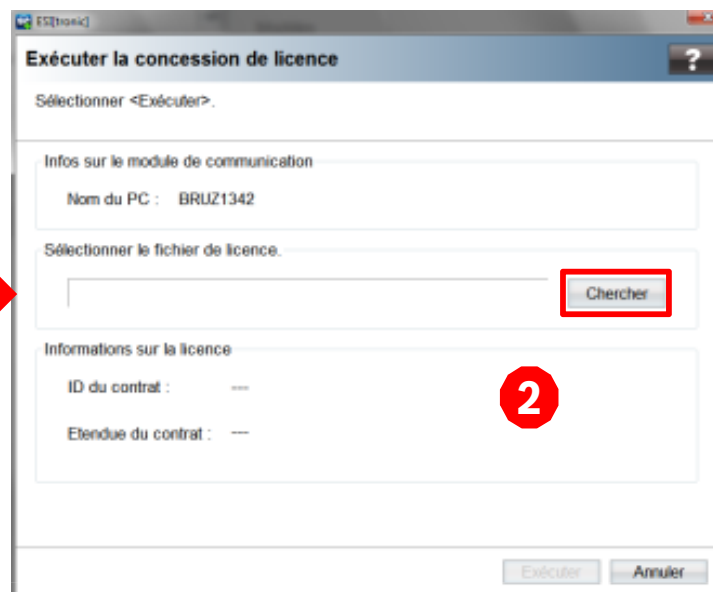 ESI[tronic]
Exécuter la concession de licence
?
Sélectionner <Exécuter>.
Infos sur le module de communication
Nom du PC : BRUZ1342
Sélectionner le fichier de licence.
Chercher
Informations sur la licence
ID du contrat : ---
2
Etendue du contrat : ---
Exécuter Annuler